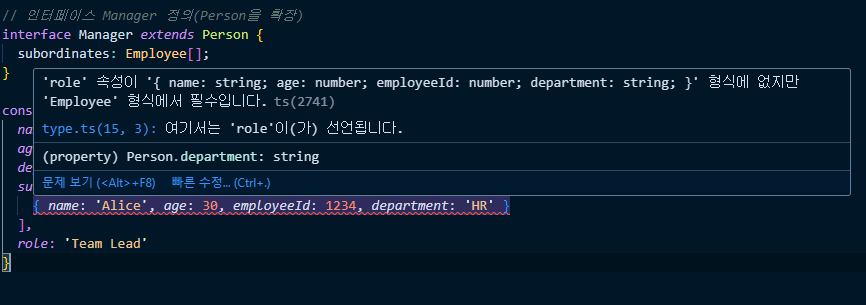 // 인터페이스 Manager 정의(Person을 확장)
interface Manager extends Person {
subordinates: Employee[];
}
'role' 속성이 '{ name: string; age: number; employeeId: number; department: string; }' 형식에 없지만
'Employee' 형식에서 필수입니다. ts(2741)
type.ts(15, 3): 여기서는 'role'이(가) 선언됩니다.
(property) Person.department: string
문제 보기 (<Alt>+F8) 빠른 수정... (Ctrl+.)
cons
na
ag
de
su
{ name: 'Alice', age: 30, employeeId: 1234, department: 'HR' }
],
role: 'Team Lead'
}